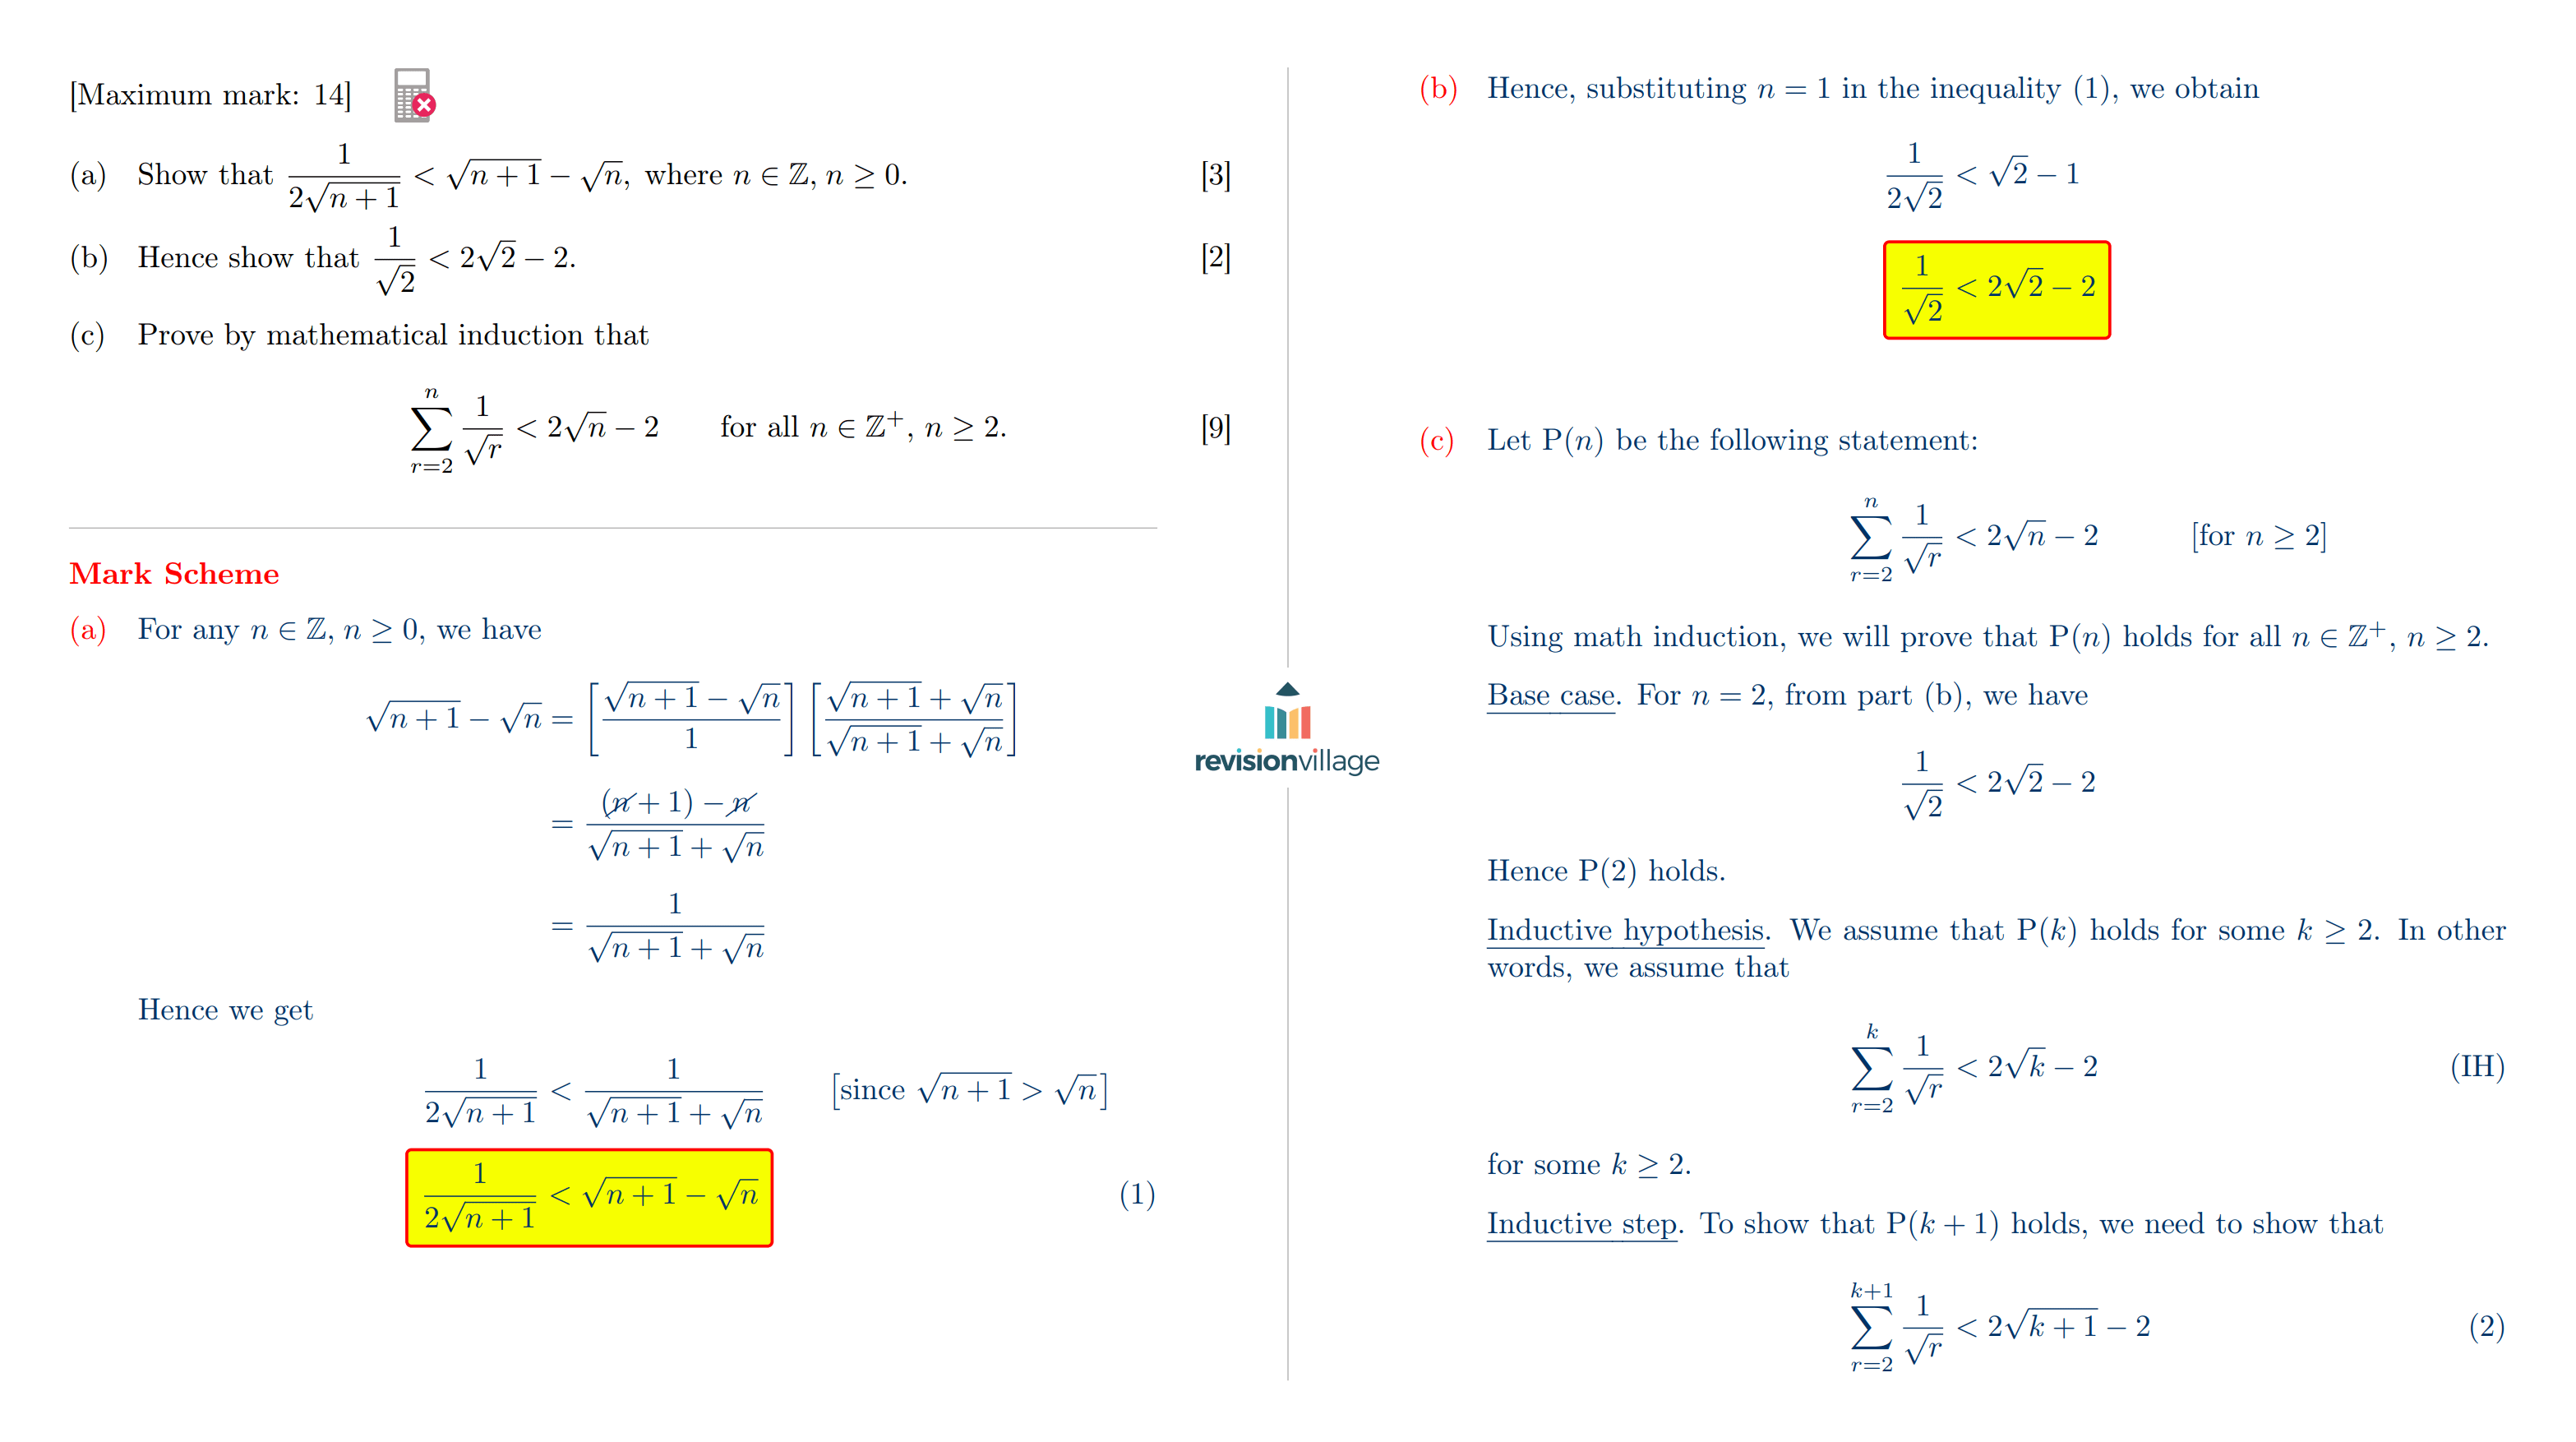 [Maximum mark: 14]
(a) Show that $\frac{1}{2\sqrt{n+1}} < \sqrt{n+1} - \sqrt{n}$, where $n \in \mathbb{Z}, n \geq 0$. [3]
(b) Hence show that $\frac{1}{\sqrt{2}} < 2\sqrt{2} - 2$. [2]
(c) Prove by mathematical induction that
$\sum_{r=2}^{n} \frac{1}{\sqrt{r}} < 2\sqrt{n} - 2$ for all $n \in \mathbb{Z}^+, n \geq 2$. [9]
Mark Scheme
(a) For any $n \in \mathbb{Z}, n \geq 0$, we have
$\sqrt{n+1} - \sqrt{n} = \left[\frac{\sqrt{n+1} - \sqrt{n}}{1}\right]\left[\frac{\sqrt{n+1} + \sqrt{n}}{\sqrt{n+1} + \sqrt{n}}\right]$
$= \frac{(\cancel{n} + 1) - \cancel{n}}{\sqrt{n+1} + \sqrt{n}}$
$= \frac{1}{\sqrt{n+1} + \sqrt{n}}$
Hence we get
$\frac{1}{2\sqrt{n+1}} < \frac{1}{\sqrt{n+1} + \sqrt{n}}$ [since $\sqrt{n+1} > \sqrt{n}$]
$\frac{1}{2\sqrt{n+1}} < \sqrt{n+1} - \sqrt{n}$ (1)
revisionvillage
(b) Hence, substituting $n = 1$ in the inequality (1), we obtain
$\frac{1}{2\sqrt{2}} < \sqrt{2} - 1$
$\frac{1}{\sqrt{2}} < 2\sqrt{2} - 2$
(c) Let P($n$) be the following statement:
$\sum_{r=2}^{n} \frac{1}{\sqrt{r}} < 2\sqrt{n} - 2$ [for $n \geq 2$]
Using math induction, we will prove that P($n$) holds for all $n \in \mathbb{Z}^+, n \geq 2$.
Base case. For $n = 2$, from part (b), we have
$\frac{1}{\sqrt{2}} < 2\sqrt{2} - 2$
Hence P(2) holds.
Inductive hypothesis. We assume that P($k$) holds for some $k \geq 2$. In other
words, we assume that
$\sum_{r=2}^{k} \frac{1}{\sqrt{r}} < 2\sqrt{k} - 2$ (IH)
for some $k \geq 2$.
Inductive step. To show that P($k + 1$) holds, we need to show that
$\sum_{r=2}^{k+1} \frac{1}{\sqrt{r}} < 2\sqrt{k+1} - 2$ (2)